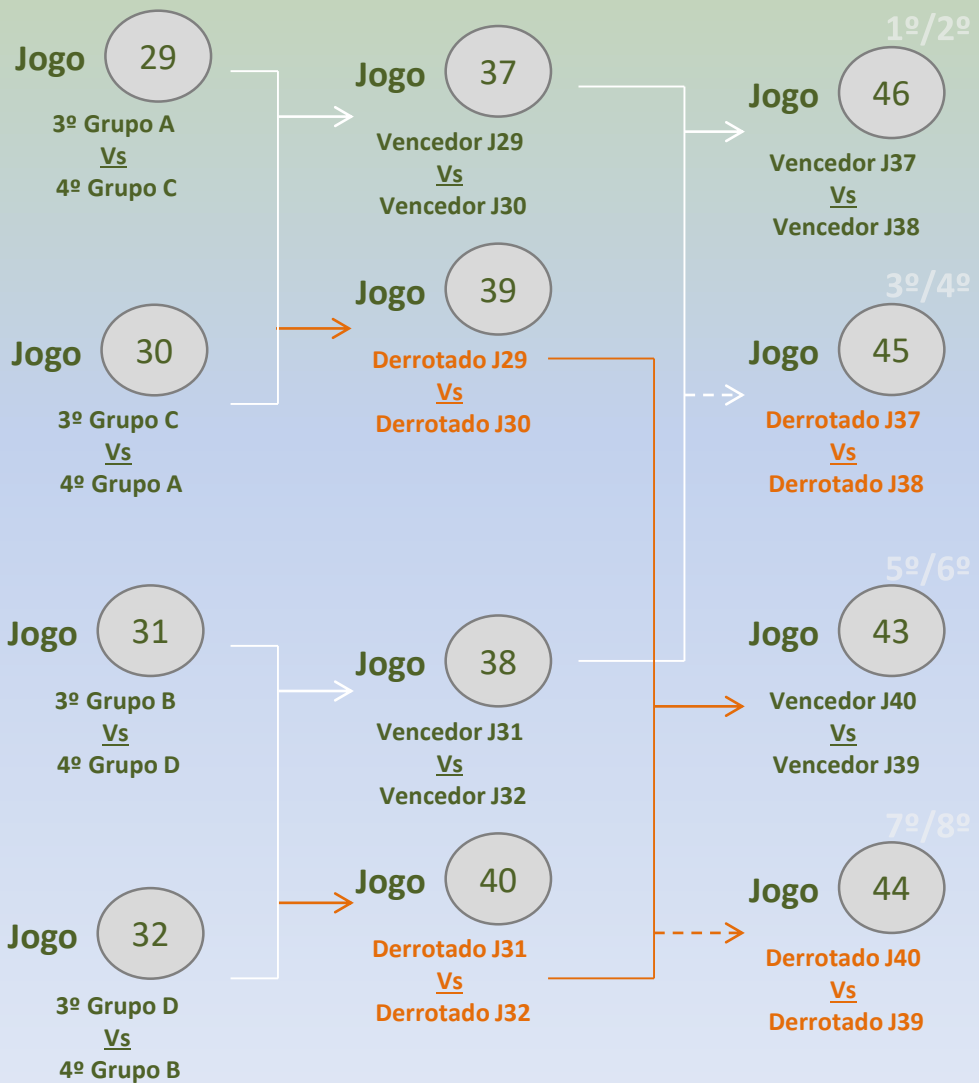 1º/2º
Jogo 29
3º Grupo A
Vs
4º Grupo C
Jogo 37
Vencedor J29
Vs
Vencedor J30
Jogo 46
Vencedor J37
Vs
Vencedor J38
Jogo 30
3º Grupo C
Vs
4º Grupo A
Jogo 39
Derrotado J29
Vs
Derrotado J30
3º/4º
Jogo 45
Derrotado J37
Vs
Derrotado J38
Jogo 31
3º Grupo B
Vs
4º Grupo D
Jogo 38
Vencedor J31
Vs
Vencedor J32
5º/6º
Jogo 43
Vencedor J40
Vs
Vencedor J39
Jogo 32
3º Grupo D
Vs
4º Grupo B
Jogo 40
Derrotado J31
Vs
Derrotado J32
7º/8º
Jogo 44
Derrotado J40
Vs
Derrotado J39